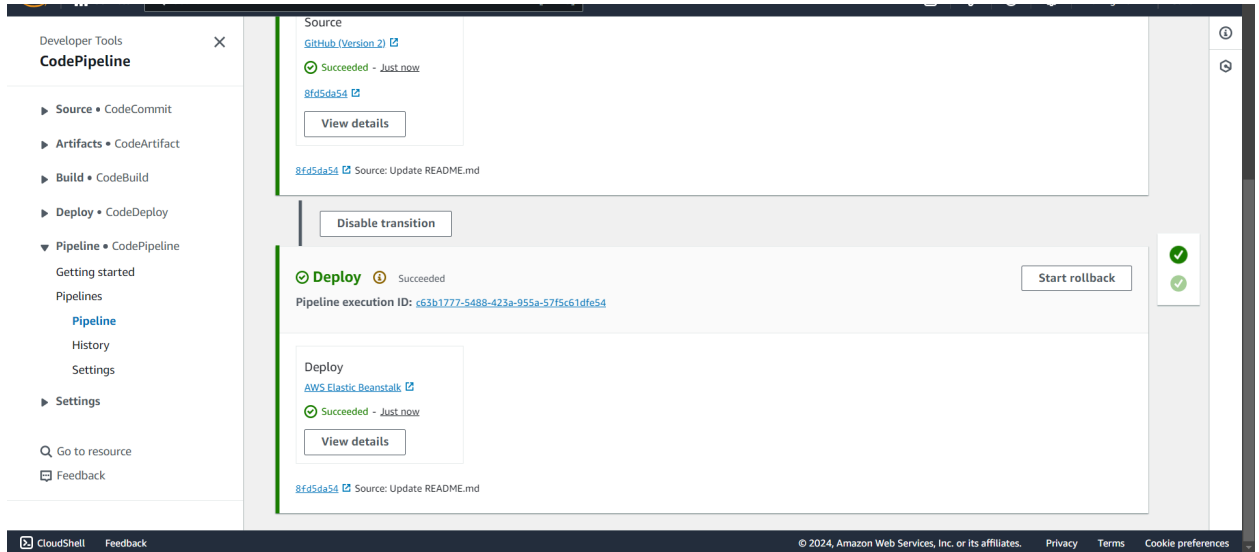 Developer Tools
CodePipeline
Source • CodeCommit
Artifacts • CodeArtifact
Build • CodeBuild
Deploy • CodeDeploy
Pipeline • CodePipeline
Getting started
Pipelines
Pipeline
History
Settings
Settings
Go to resource
Feedback
Source
GitHub (Version 2)
Succeeded - Just now
8fd5da54
View details
8fd5da54 Source: Update README.md
Disable transition
Deploy Succeeded
Start rollback
Pipeline execution ID: c63b1777-5488-423a-955a-57f5c61dfe54
Deploy
AWS Elastic Beanstalk
Succeeded - Just now
View details
8fd5da54 Source: Update README.md
CloudShell Feedback © 2024, Amazon Web Services, Inc. or its affiliates. Privacy Terms Cookie preferences